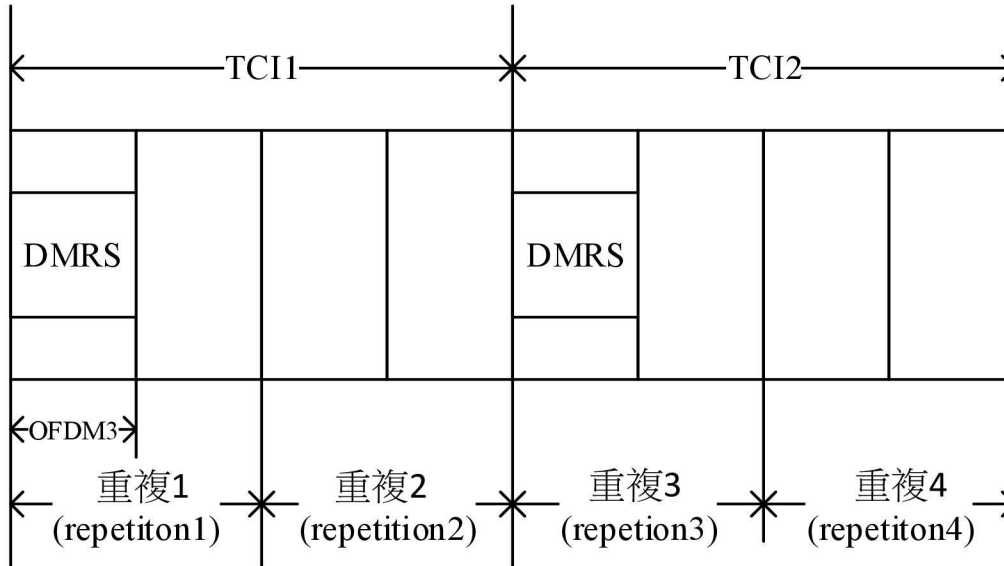 TCI1 TCI2
DMRS DMRS
OFDM3
重複1 重複2 重複3 重複4
(repetiton1) (repetition2) (repetion3) (repetiton4)